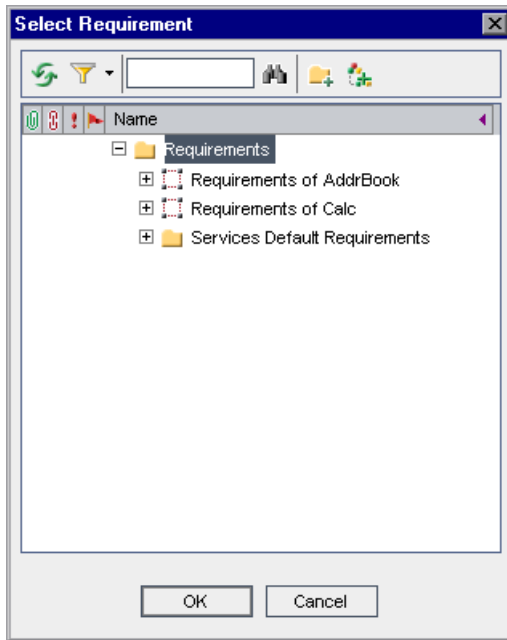 Select Requirement
Name
Requirements
Requirements of AddrBook
Requirements of Calc
Services Default Requirements
OK Cancel